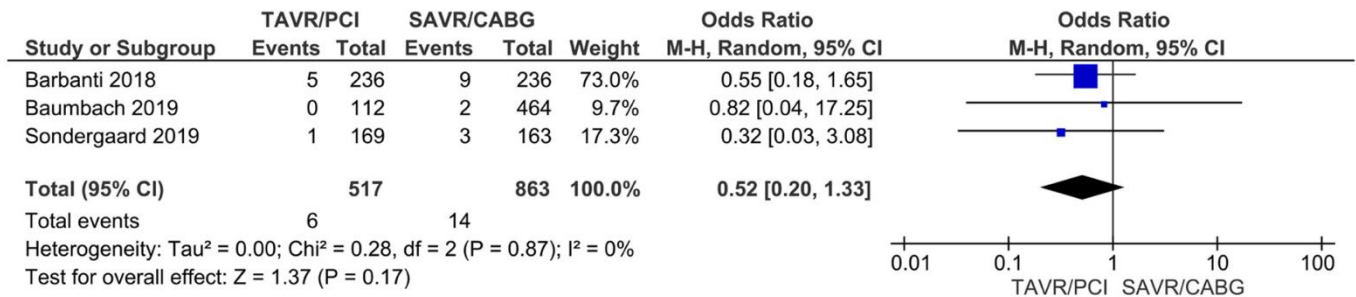 TAVR/PCI SAVR/CABG Odds Ratio Odds Ratio
Study or Subgroup Events Total Events Total Weight M-H, Random, 95% CI M-H, Random, 95% CI
Barbanti 2018 5 236 9 236 73.0% 0.55 [0.18, 1.65]
Baumbach 2019 0 112 2 464 9.7% 0.82 [0.04, 17.25]
Sondergaard 2019 1 169 3 163 17.3% 0.32 [0.03, 3.08]
Total (95% CI) 517 863 100.0% 0.52 [0.20, 1.33]
Total events 6 14
Heterogeneity: Tau² = 0.00; Chi² = 0.28, df = 2 (P = 0.87); I² = 0%
Test for overall effect: Z = 1.37 (P = 0.17)
0.01 0.1 1 10 100
TAVR/PCI SAVR/CABG